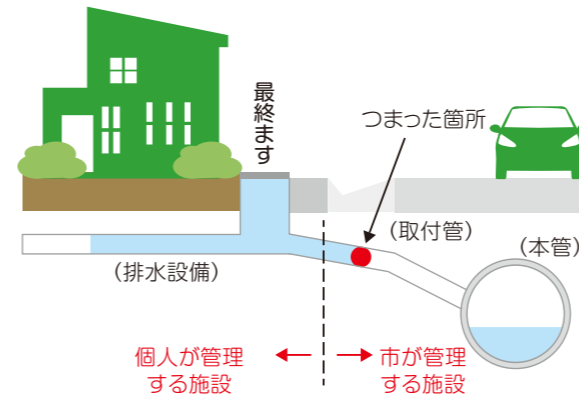 最終ます
つまった箇所
（取付管）
（本管）
（排水設備）
個人が管理
する施設
市が管理
する施設